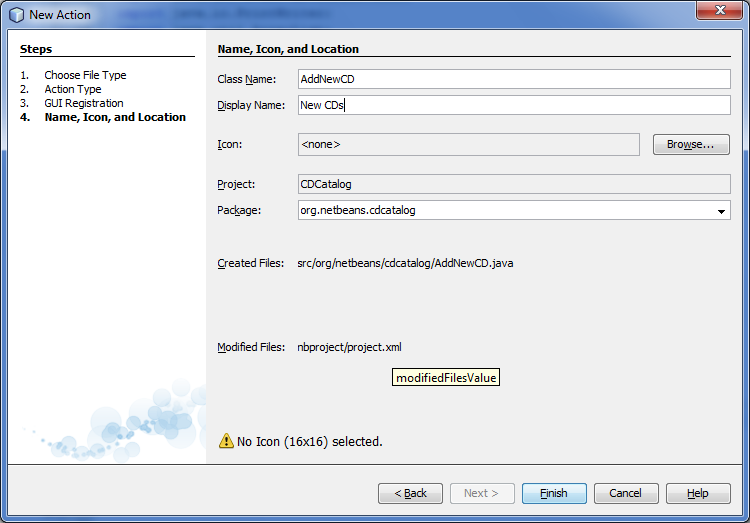 New Action
Steps
1. Choose File Type
2. Action Type
3. GUI Registration
4. Name, Icon, and Location
Name, Icon, and Location
Class Name: AddNewCD
Display Name: New CDs
Icon: <none> Browse...
Project: CDCatalog
Package: org.netbeans.cdcatalog
Created Files: src/org/netbeans/cdcatalog/AddNewCD.java
Modified Files: nbproject/project.xml
modifiedFilesValue
No Icon (16x16) selected.
< Back Next > Finish Cancel Help